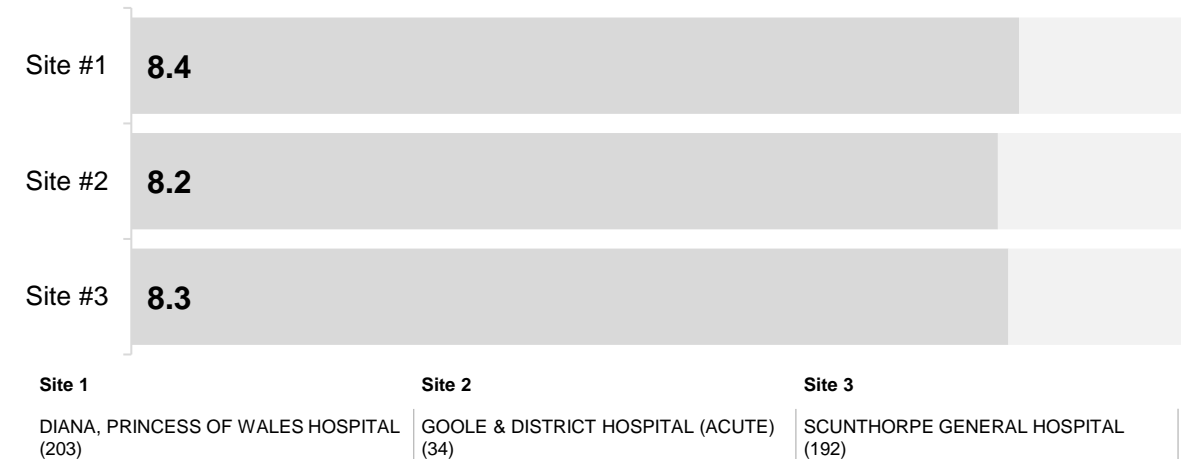 Site #1 8.4
Site #2 8.2
Site #3 8.3
Site 1 Site 2 Site 3
DIANA, PRINCESS OF WALES HOSPITAL GOOLE & DISTRICT HOSPITAL (ACUTE) SCUNTHORPE GENERAL HOSPITAL
(203) (34) (192)